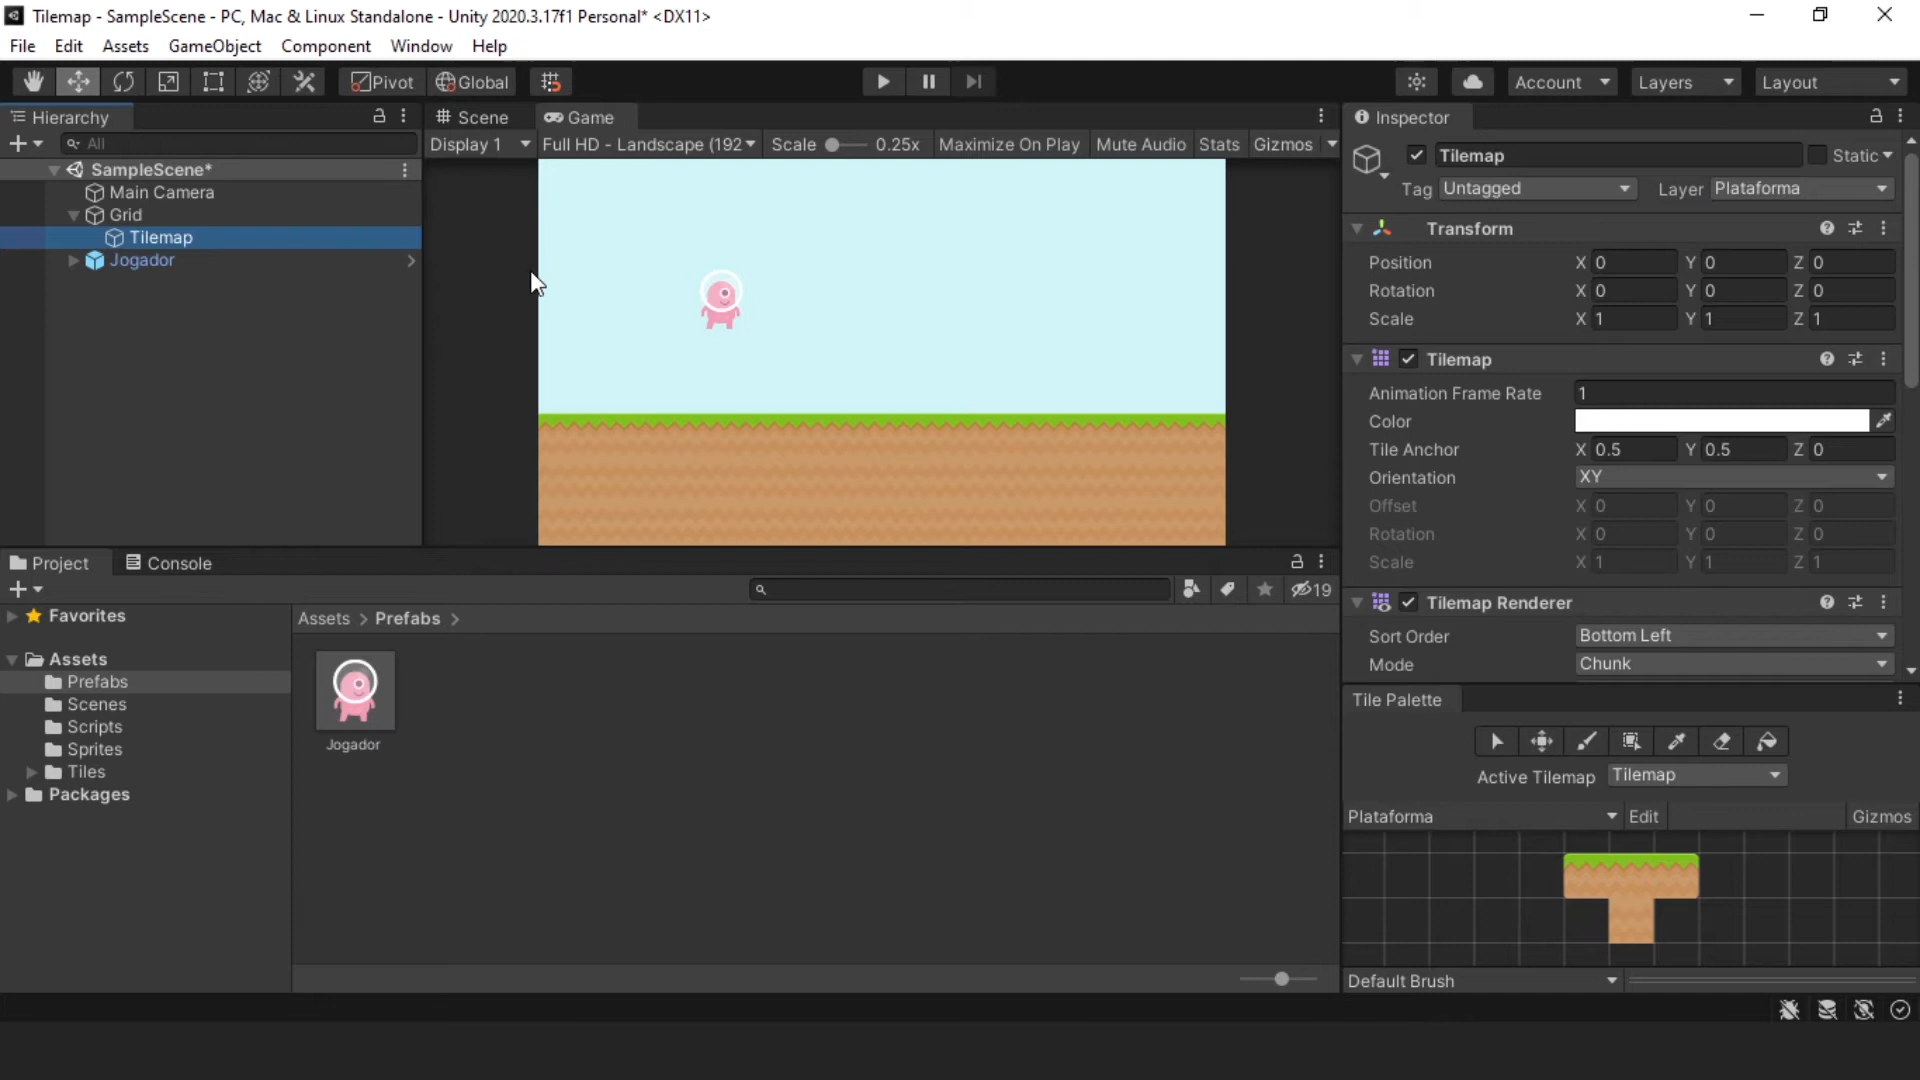 Tilemap - SampleScene - PC, Mac & Linux Standalone - Unity 2020.3.17f1 Personal* <DX11>
File Edit Assets GameObject Component Window Help
Pivot Global Account Layers Layout
Hierarchy
All
SampleScene*
Main Camera
Grid
Tilemap
Jogador
Scene Game
Display 1 Full HD - Landscape (192 Scale 0.25x Maximize On Play Mute Audio Stats Gizmos
Inspector
Tilemap Static
Tag Untagged Layer Plataforma
Transform
Position X 0 Y 0 Z 0
Rotation X 0 Y 0 Z 0
Scale X 1 Y 1 Z 1
Tilemap
Animation Frame Rate 1
Color
Tile Anchor X 0.5 Y 0.5 Z 0
Orientation XY
Offset X 0 Y 0 Z 0
Rotation X 0 Y 0 Z 0
Scale X 1 Y 1 Z 1
Tilemap Renderer
Sort Order Bottom Left
Mode Chunk
Project Console
19
Favorites
Assets
Prefabs
Scenes
Scripts
Sprites
Tiles
Packages
Assets > Prefabs >
Jogador
Tile Palette
Active Tilemap Tilemap
Plataforma Edit Gizmos
Default Brush